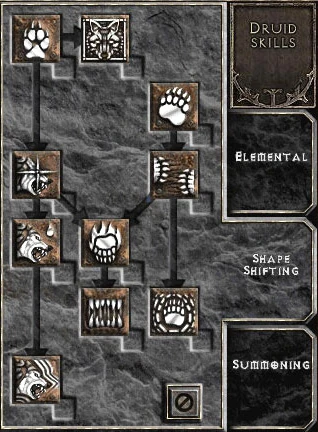 DRUID
SKILLS
ELEMENTAL
SHAPE
SHIFTING
SUMMONING